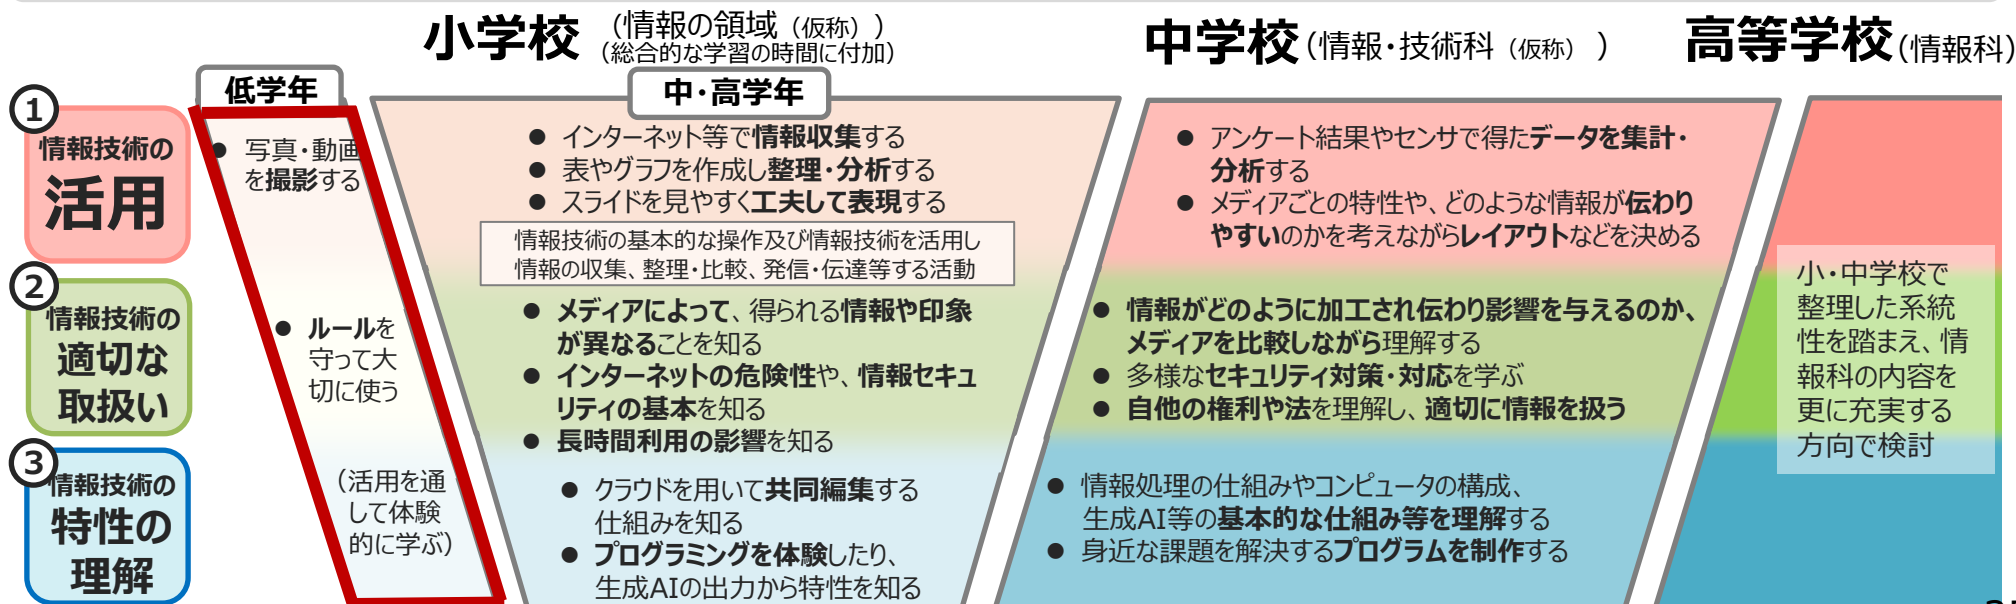 小学校 (情報の領域（仮称）)
(総合的な学習の時間に付加)
中学校(情報・技術科（仮称）)
高等学校(情報科)
低学年
中・高学年
①
情報技術の
活用
● 写真・動画
を撮影する
● インターネット等で情報収集する
● 表やグラフを作成し整理・分析する
● スライドを見やすく工夫して表現する
情報技術の基本的な操作及び情報技術を活用し
情報の収集、整理・比較、発信・伝達等する活動
● アンケート結果やセンサで得たデータを集計・
分析する
● メディアごとの特性や、どのような情報が伝わり
やすいのかを考えながらレイアウトなどを決める
②
情報技術の
適切な
取扱い
● ルールを
守って大
切に使う
● メディアによって、得られる情報や印象
が異なることを知る
● インターネットの危険性や、情報セキュ
リティの基本を知る
● 長時間利用の影響を知る
● 情報がどのように加工され伝わり影響を与えるのか、
メディアを比較しながら理解する
● 多様なセキュリティ対策・対応を学ぶ
● 自他の権利や法を理解し、適切に情報を扱う
小・中学校で
整理した系統
性を踏まえ、情
報科の内容を
更に充実する
方向で検討
③
情報技術の
特性の
理解
（活用を通
して体験
的に学ぶ）
● クラウドを用いて共同編集する
仕組みを知る
● プログラミングを体験したり、
生成AIの出力から特性を知る
● 情報処理の仕組みやコンピュータの構成、
生成AI等の基本的な仕組み等を理解する
● 身近な課題を解決するプログラムを制作する